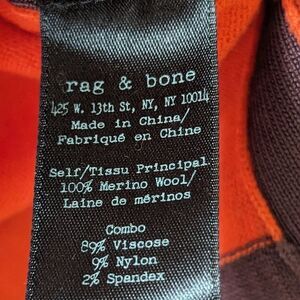 rag & bone
425 W. 13th St, NY, NY 10014
Made in China/
Fabriqué en Chine
Self/Tissu Principal
100% Merino Wool/
Laine de mérinos
Combo
89% Viscose
9% Nylon
2% Spandex